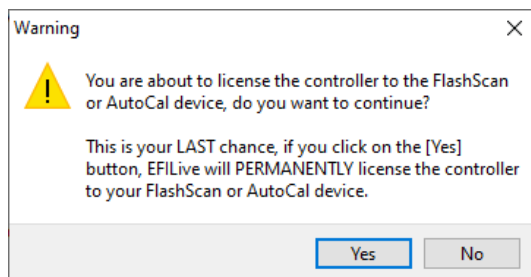 Warning
You are about to license the controller to the FlashScan
or AutoCal device, do you want to continue?
This is your LAST chance, if you click on the [Yes]
button, EFILive will PERMANENTLY license the controller
to your FlashScan or AutoCal device.
Yes No